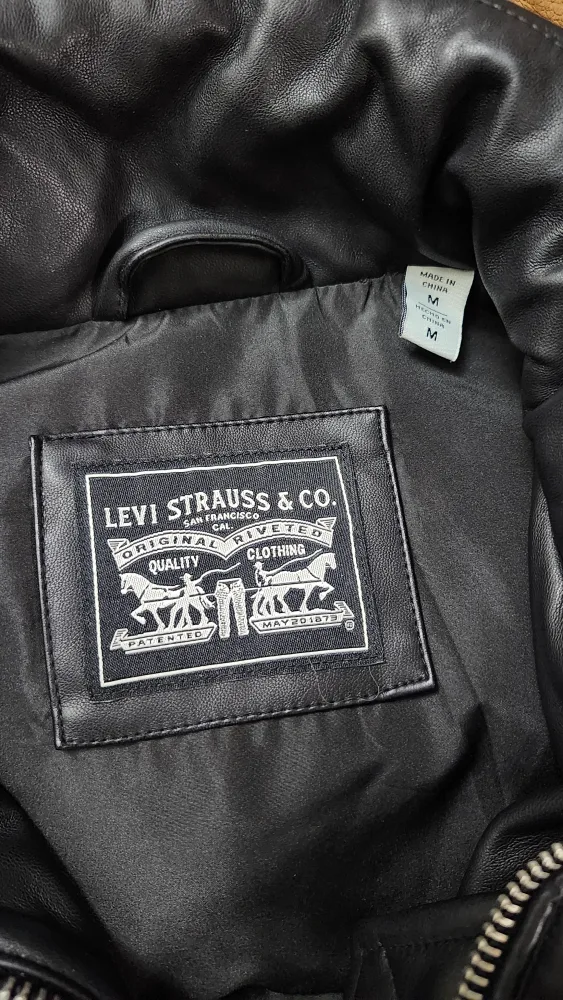 MADE IN
CHINA
M
HECHO EN
CHINA
M
LEVI STRAUSS & CO.
SAN FRANCISCO
CAL.
ORIGINAL RIVETED
QUALITY CLOTHING
PATENTED MAY 20 1873
®